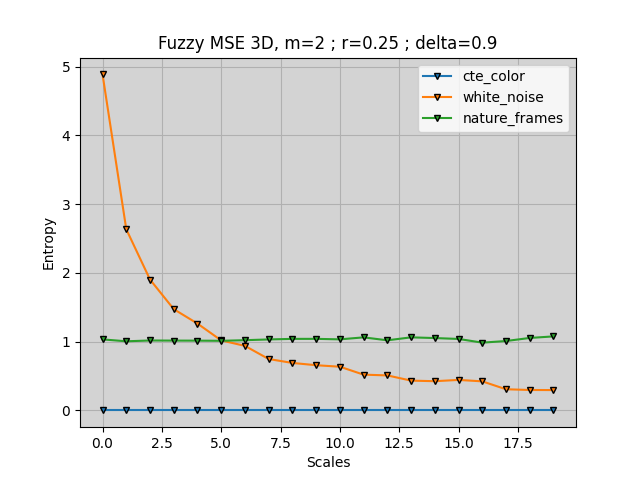 Fuzzy MSE 3D, m=2 ; r=0.25 ; delta=0.9
cte_color
white_noise
nature_frames
5
4
3
2
1
0
Entropy
0.0 2.5 5.0 7.5 10.0 12.5 15.0 17.5
Scales